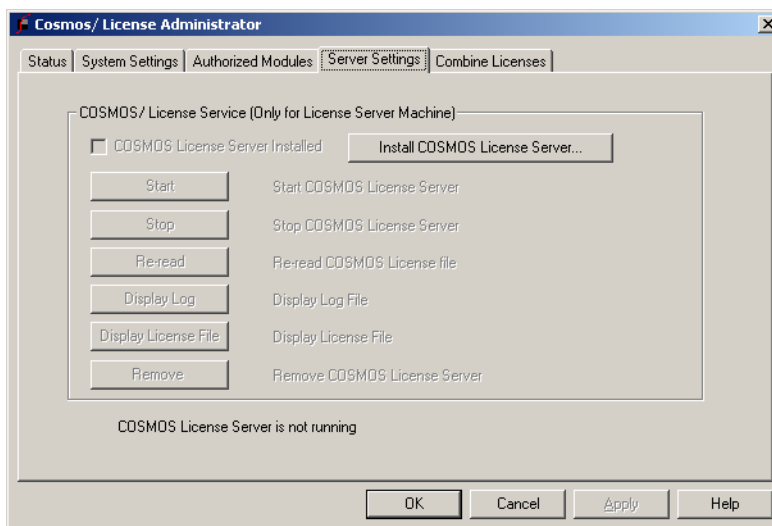 Cosmos/ License Administrator
Status System Settings Authorized Modules Server Settings Combine Licenses
COSMOS/ License Service (Only for License Server Machine)
COSMOS License Server Installed Install COSMOS License Server...
Start Start COSMOS License Server
Stop Stop COSMOS License Server
Re-read Re-read COSMOS License file
Display Log Display Log File
Display License File Display License File
Remove Remove COSMOS License Server
COSMOS License Server is not running
OK Cancel Apply Help